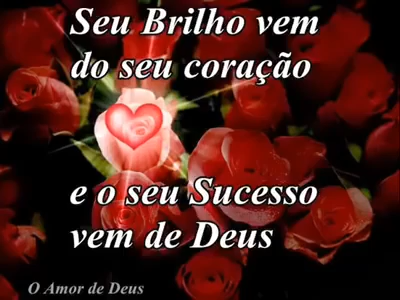 Seu Brilho vem
do seu coração
e o seu Sucesso
vem de Deus
O Amor de Deus